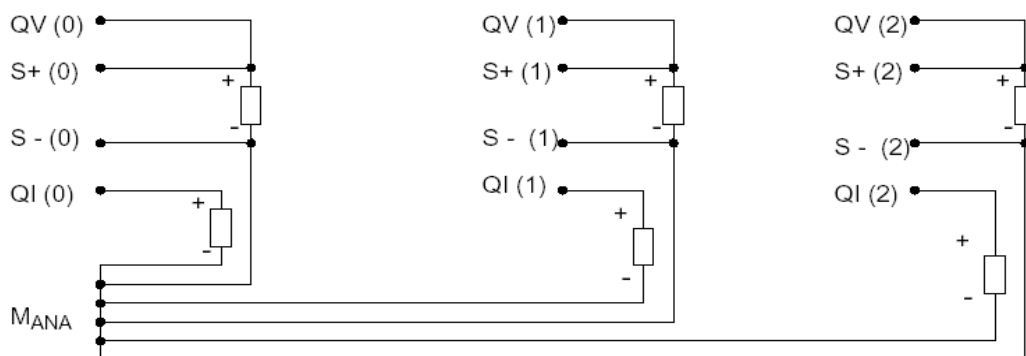 QV (0)
S+ (0)
+
-
S - (0)
QI (0)
+
-
QV (1)
S+ (1)
+
-
S - (1)
QI (1)
+
-
QV (2)
S+ (2)
+
-
S - (2)
QI (2)
+
-
MANA